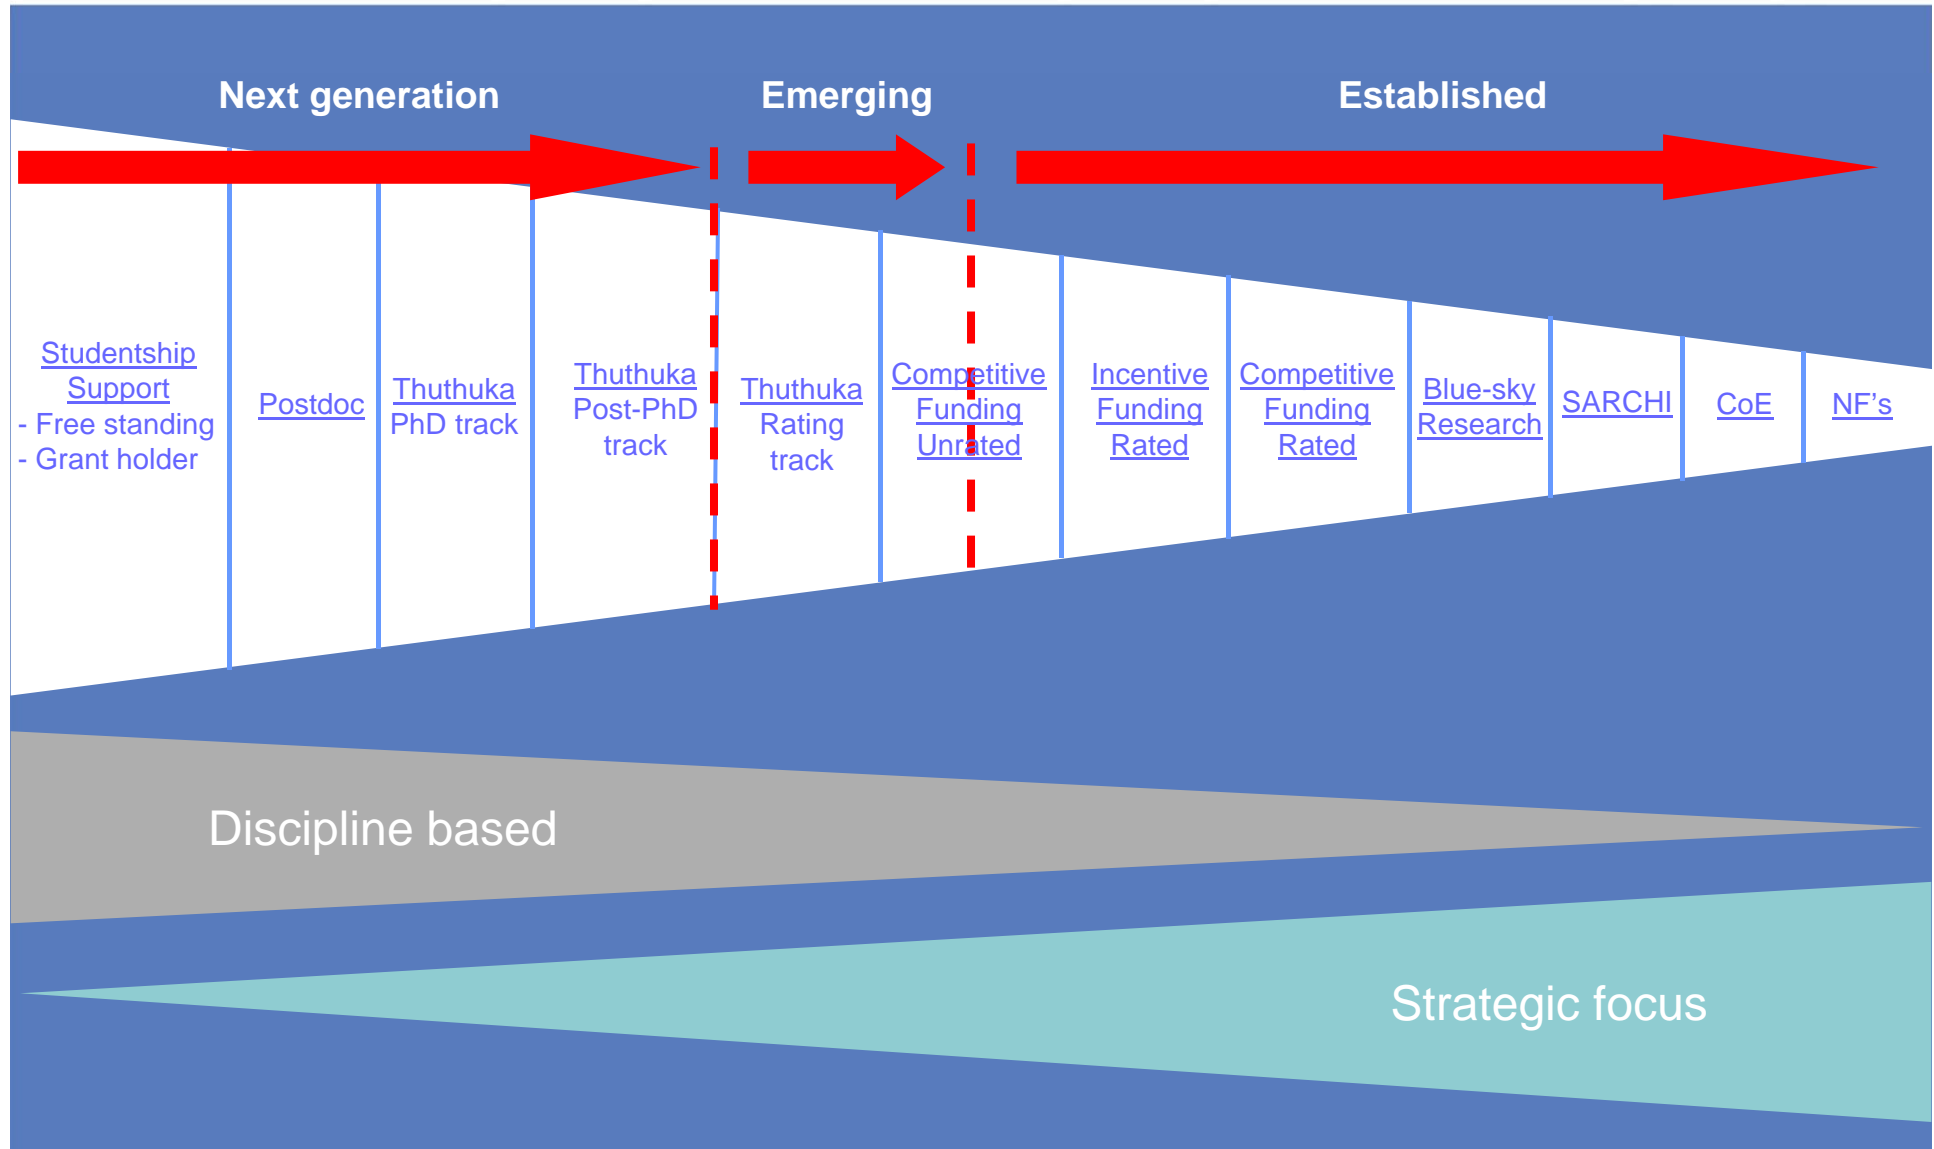 Next generation
Emerging
Established
Studentship
Support
- Free standing
- Grant holder
Postdoc
Thuthuka
PhD track
Thuthuka
Post-PhD
track
Thuthuka
Rating
track
Competitive
Funding
Unrated
Incentive
Funding
Rated
Competitive
Funding
Rated
Blue-sky
Research
SARCHI
CoE
NF's
Discipline based
Strategic focus